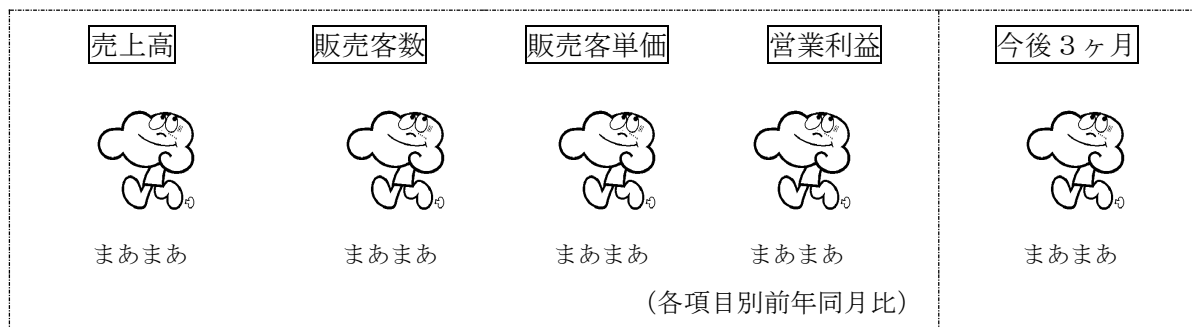 売上高 販売客数 販売客単価 営業利益 今後３ヶ月
まあまあ まあまあ まあまあ まあまあ まあまあ
（各項目別前年同月比）